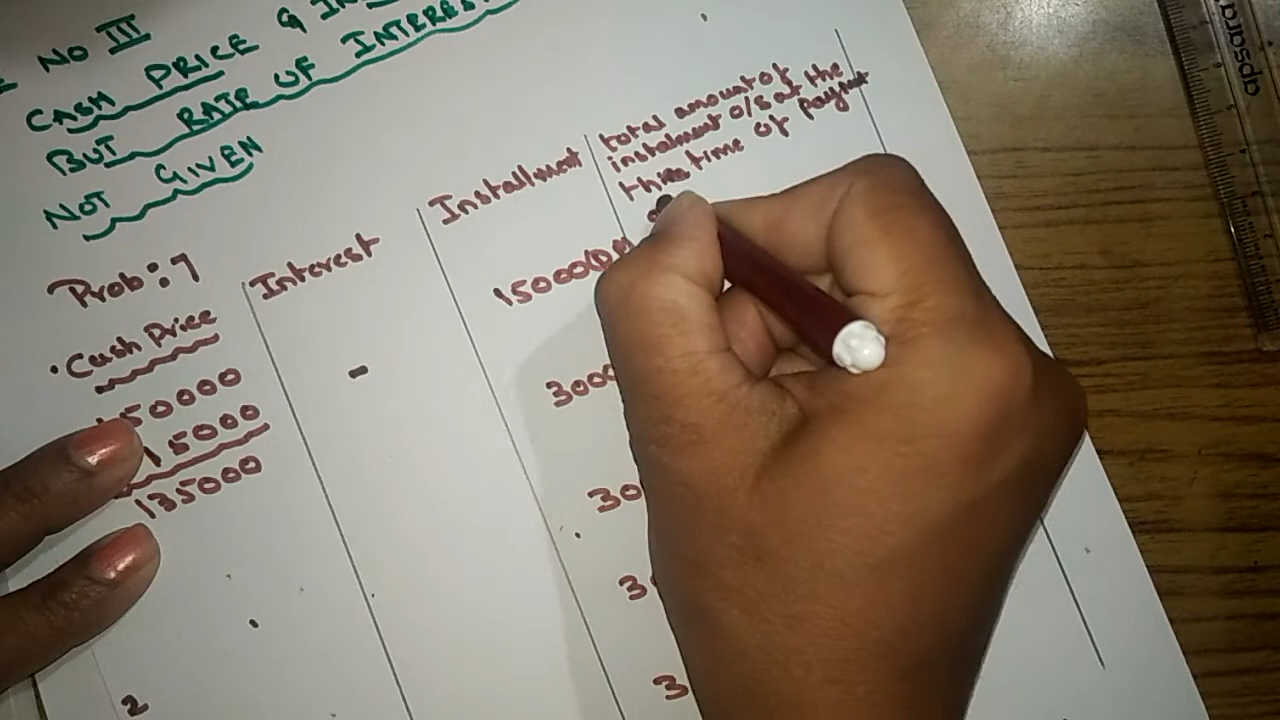 NO III
CASH PRICE &
BUT RATE OF INTEREST
NOT GIVEN
Prob: 1
Cash Price
150000
15000
135000
2
Interest
-
Installment
15000
3000
30
3
3
total amount of
instalment o/s at the
time of payment
apsara